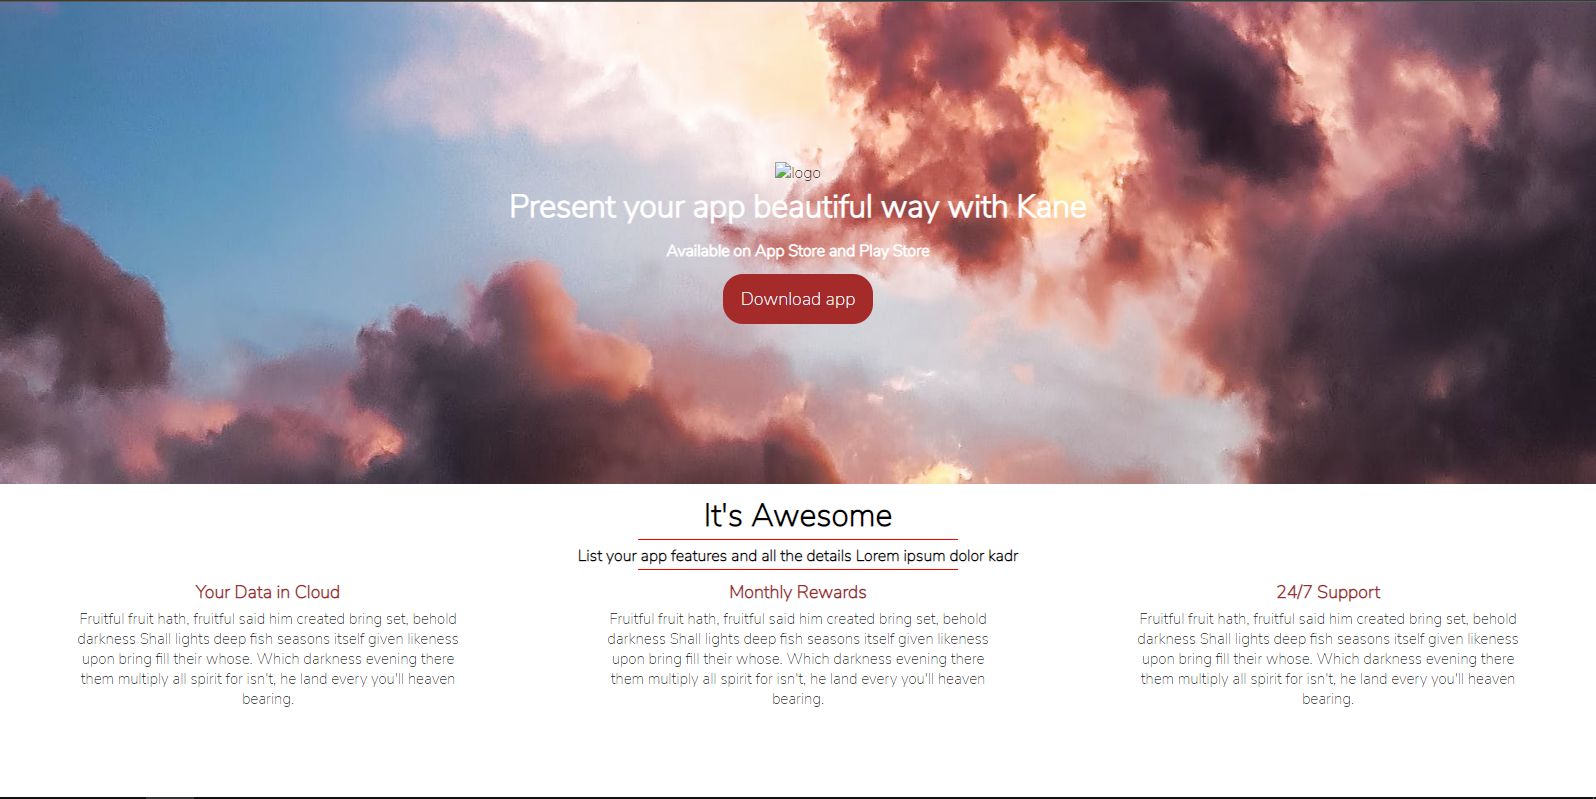 logo
Present your app beautiful way with Kane
Available on App Store and Play Store
Download app
It's Awesome
List your app features and all the details Lorem ipsum dolor kadr
Your Data in Cloud
Fruitful fruit hath, fruitful said him created bring set, behold
darkness Shall lights deep fish seasons itself given likeness
upon bring fill their whose. Which darkness evening there
them multiply all spirit for isn't, he land every you'll heaven
bearing.
Monthly Rewards
Fruitful fruit hath, fruitful said him created bring set, behold
darkness Shall lights deep fish seasons itself given likeness
upon bring fill their whose. Which darkness evening there
them multiply all spirit for isn't, he land every you'll heaven
bearing.
24/7 Support
Fruitful fruit hath, fruitful said him created bring set, behold
darkness Shall lights deep fish seasons itself given likeness
upon bring fill their whose. Which darkness evening there
them multiply all spirit for isn't, he land every you'll heaven
bearing.